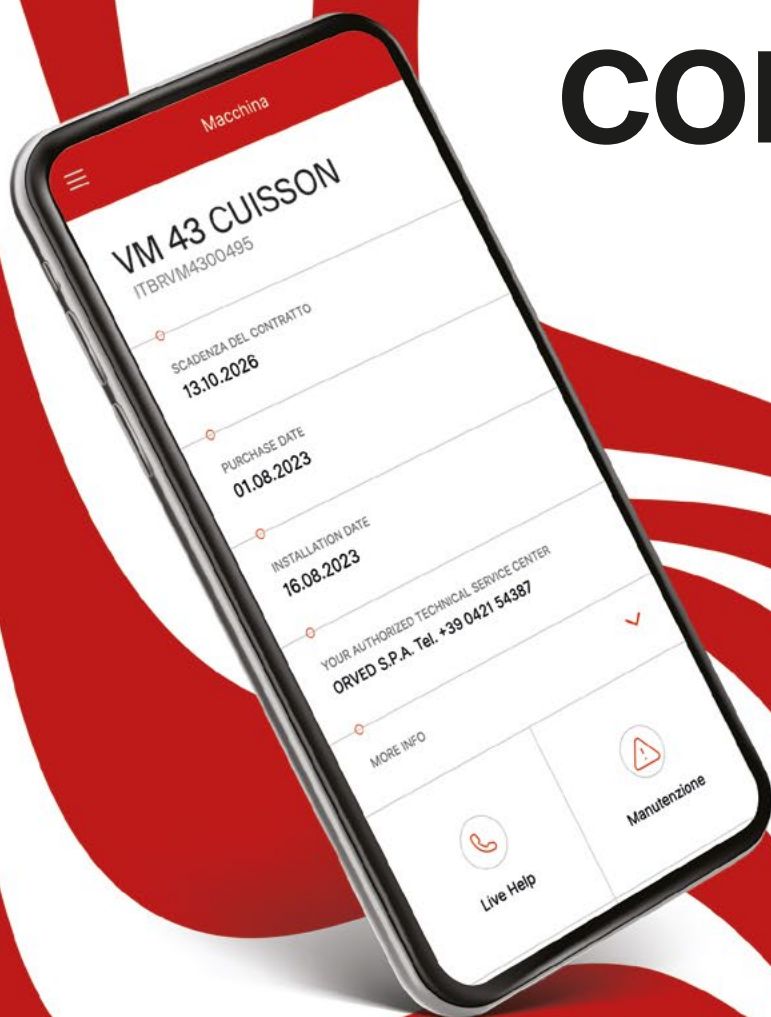 Macchina
VM 43 CUISSON
ITBRVM4300495
SCADENZA DEL CONTRATTO
13.10.2026
PURCHASE DATE
01.08.2023
INSTALLATION DATE
16.08.2023
YOUR AUTHORIZED TECHNICAL SERVICE CENTER
ORVED S.P.A. Tel. +39 0421 54387
MORE INFO
Live Help
Manutenzione